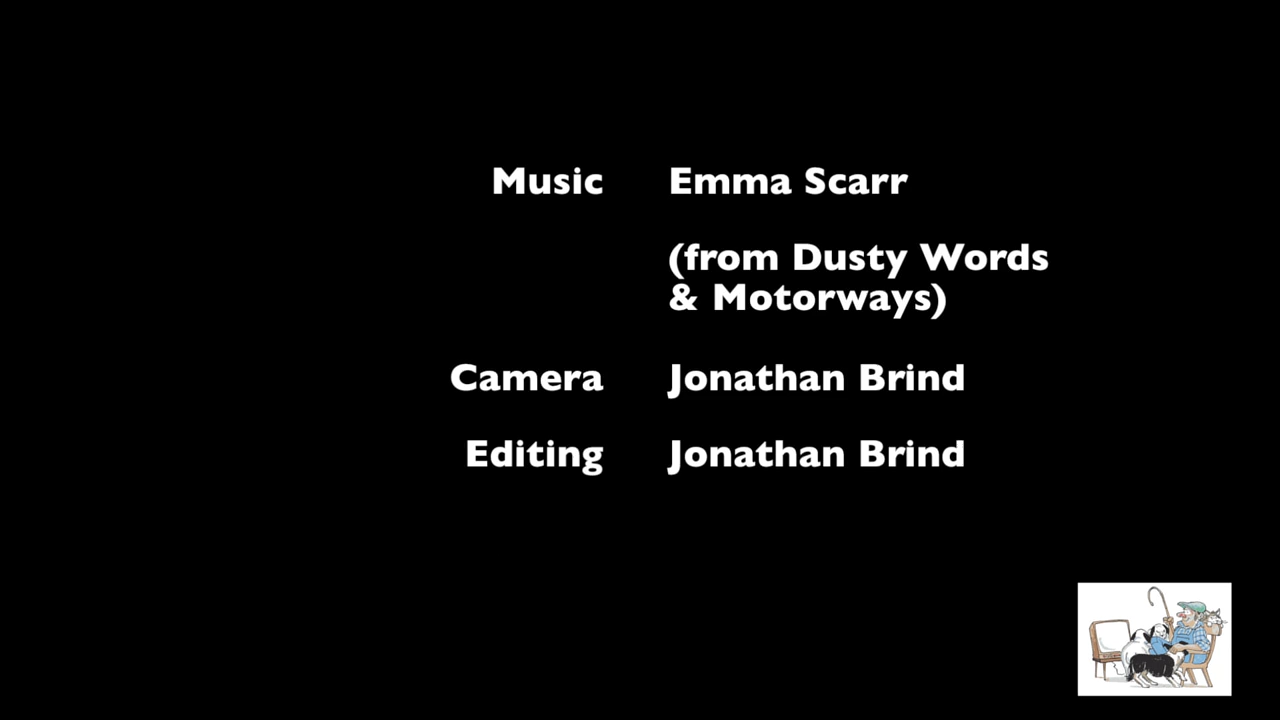 Music Emma Scarr
(from Dusty Words
& Motorways)
Camera Jonathan Brind
Editing Jonathan Brind